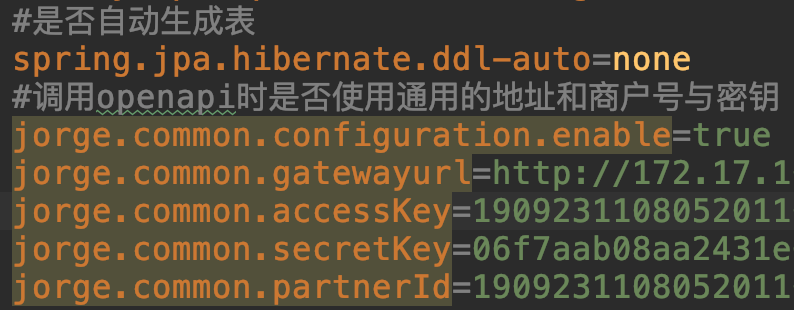 #是否自动生成表
spring.jpa.hibernate.ddl-auto=none
#调用openapi时是否使用通用的地址和商户号与密钥
jorge.common.configuration.enable=true
jorge.common.gatewayurl=http://172.17.1
jorge.common.accessKey=1909231108052011
jorge.common.secretKey=06f7aab08aa2431e
jorge.common.partnerId=1909231108052011